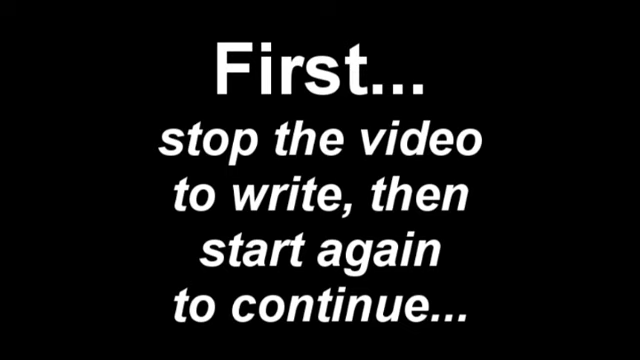 First...
stop the video
to write, then
start again
to continue...